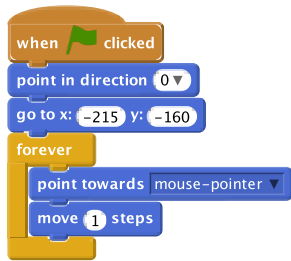 when clicked
point in direction 0
go to x: -215 y: -160
forever
point towards mouse-pointer
move 1 steps